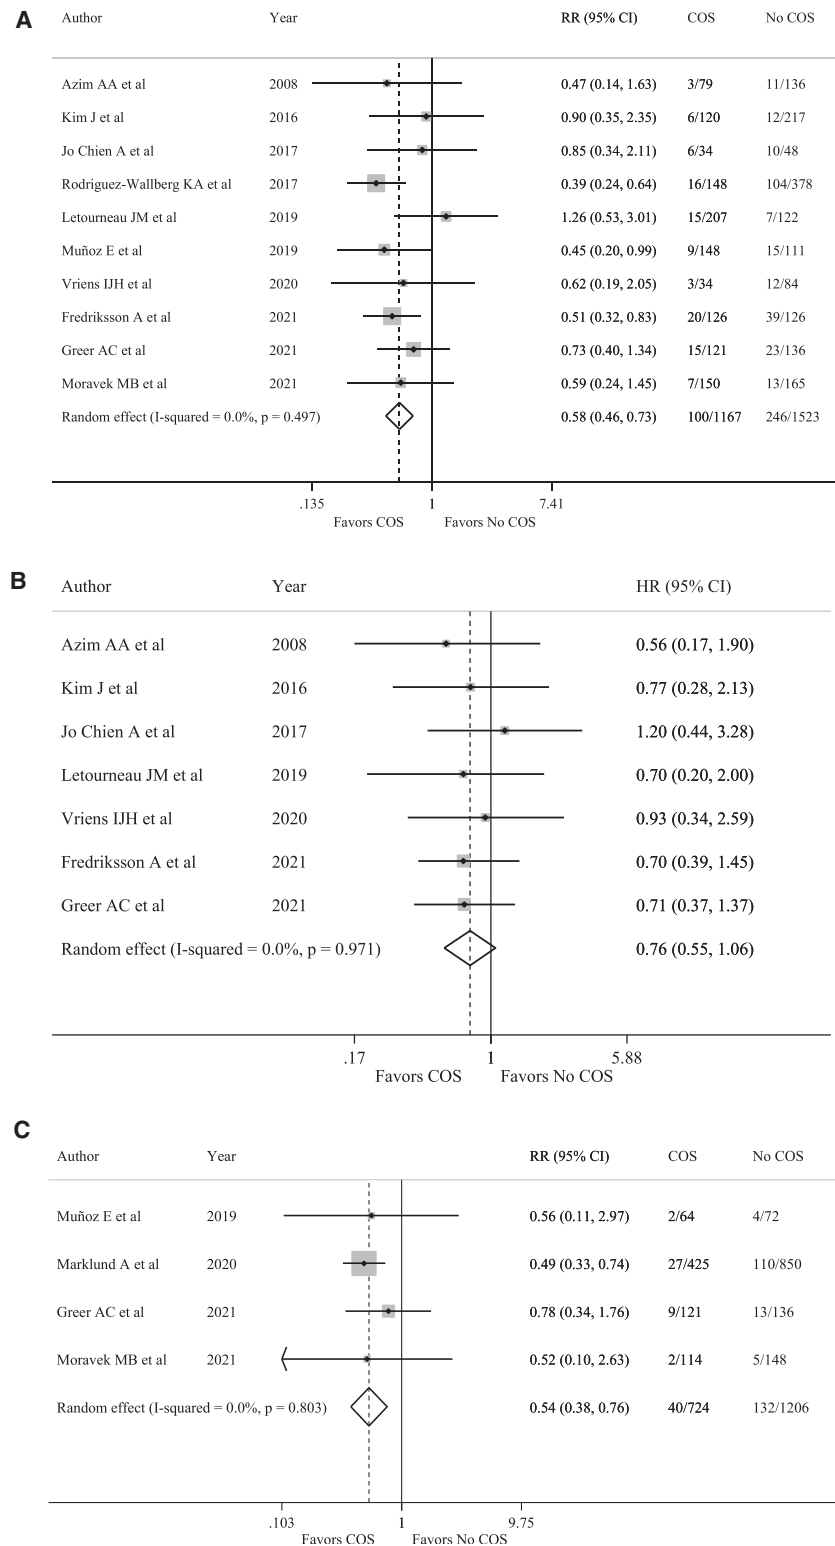 A
Author Year RR (95% CI) COS No COS
Azim AA et al 2008 0.47 (0.14, 1.63) 3/79 11/136
Kim J et al 2016 0.90 (0.35, 2.35) 6/120 12/217
Jo Chien A et al 2017 0.85 (0.34, 2.11) 6/34 10/48
Rodriguez-Wallberg KA et al 2017 0.39 (0.24, 0.64) 16/148 104/378
Letourneau JM et al 2019 1.26 (0.53, 3.01) 15/207 7/122
Muñoz E et al 2019 0.45 (0.20, 0.99) 9/148 15/111
Vriens IJH et al 2020 0.62 (0.19, 2.05) 3/34 12/84
Fredriksson A et al 2021 0.51 (0.32, 0.83) 20/126 39/126
Greer AC et al 2021 0.73 (0.40, 1.34) 15/121 23/136
Moravek MB et al 2021 0.59 (0.24, 1.45) 7/150 13/165
Random effect (I-squared = 0.0%, p = 0.497) 0.58 (0.46, 0.73) 100/1167 246/1523
.135 1 7.41
Favors COS Favors No COS
B
Author Year HR (95% CI)
Azim AA et al 2008 0.56 (0.17, 1.90)
Kim J et al 2016 0.77 (0.28, 2.13)
Jo Chien A et al 2017 1.20 (0.44, 3.28)
Letourneau JM et al 2019 0.70 (0.20, 2.00)
Vriens IJH et al 2020 0.93 (0.34, 2.59)
Fredriksson A et al 2021 0.70 (0.39, 1.45)
Greer AC et al 2021 0.71 (0.37, 1.37)
Random effect (I-squared = 0.0%, p = 0.971) 0.76 (0.55, 1.06)
.17 1 5.88
Favors COS Favors No COS
C
Author Year RR (95% CI) COS No COS
Muñoz E et al 2019 0.56 (0.11, 2.97) 2/64 4/72
Marklund A et al 2020 0.49 (0.33, 0.74) 27/425 110/850
Greer AC et al 2021 0.78 (0.34, 1.76) 9/121 13/136
Moravek MB et al 2021 0.52 (0.10, 2.63) 2/114 5/148
Random effect (I-squared = 0.0%, p = 0.803) 0.54 (0.38, 0.76) 40/724 132/1206
.103 1 9.75
Favors COS Favors No COS